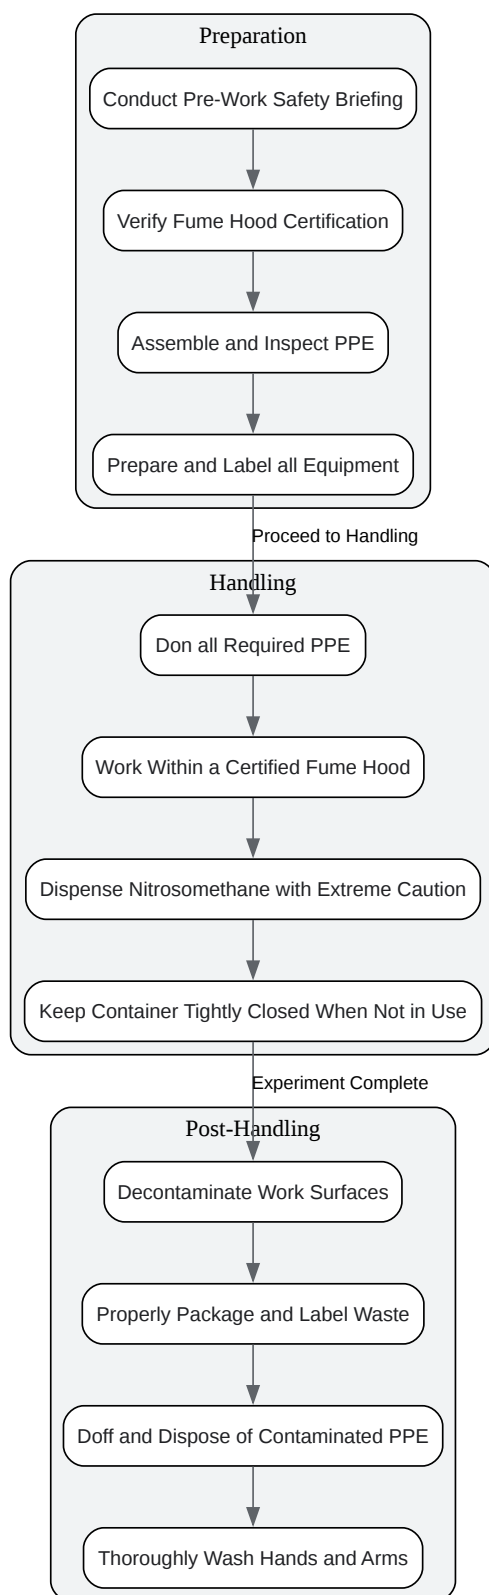 Preparation
Conduct Pre-Work Safety Briefing
Verify Fume Hood Certification
Assemble and Inspect PPE
Prepare and Label all Equipment
Proceed to Handling
Handling
Don all Required PPE
Work Within a Certified Fume Hood
Dispense Nitrosomethane with Extreme Caution
Keep Container Tightly Closed When Not in Use
Experiment Complete
Post-Handling
Decontaminate Work Surfaces
Properly Package and Label Waste
Doff and Dispose of Contaminated PPE
Thoroughly Wash Hands and Arms